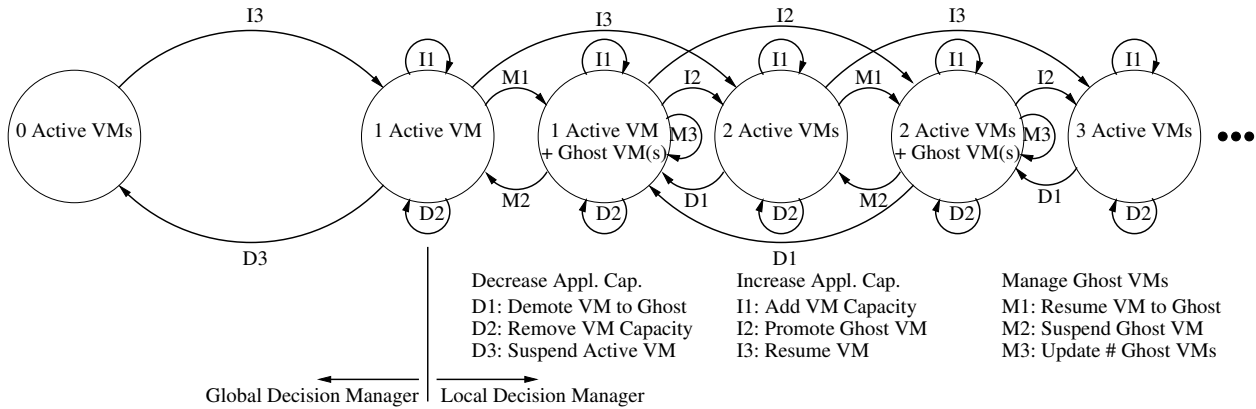 I3
I3
I2
I3
I1
I1
I1
I1
I1
M1
I2
M1
I2
0 Active VMs
1 Active VM
1 Active VM
+ Ghost VM(s)
M3
2 Active VMs
2 Active VMs
+ Ghost VM(s)
M3
3 Active VMs
M2
D1
M2
D1
D2
D2
D2
D2
D2
D3
D1
Decrease Appl. Cap.
D1: Demote VM to Ghost
D2: Remove VM Capacity
D3: Suspend Active VM
Increase Appl. Cap.
I1: Add VM Capacity
I2: Promote Ghost VM
I3: Resume VM
Manage Ghost VMs
M1: Resume VM to Ghost
M2: Suspend Ghost VM
M3: Update # Ghost VMs
Global Decision Manager
Local Decision Manager